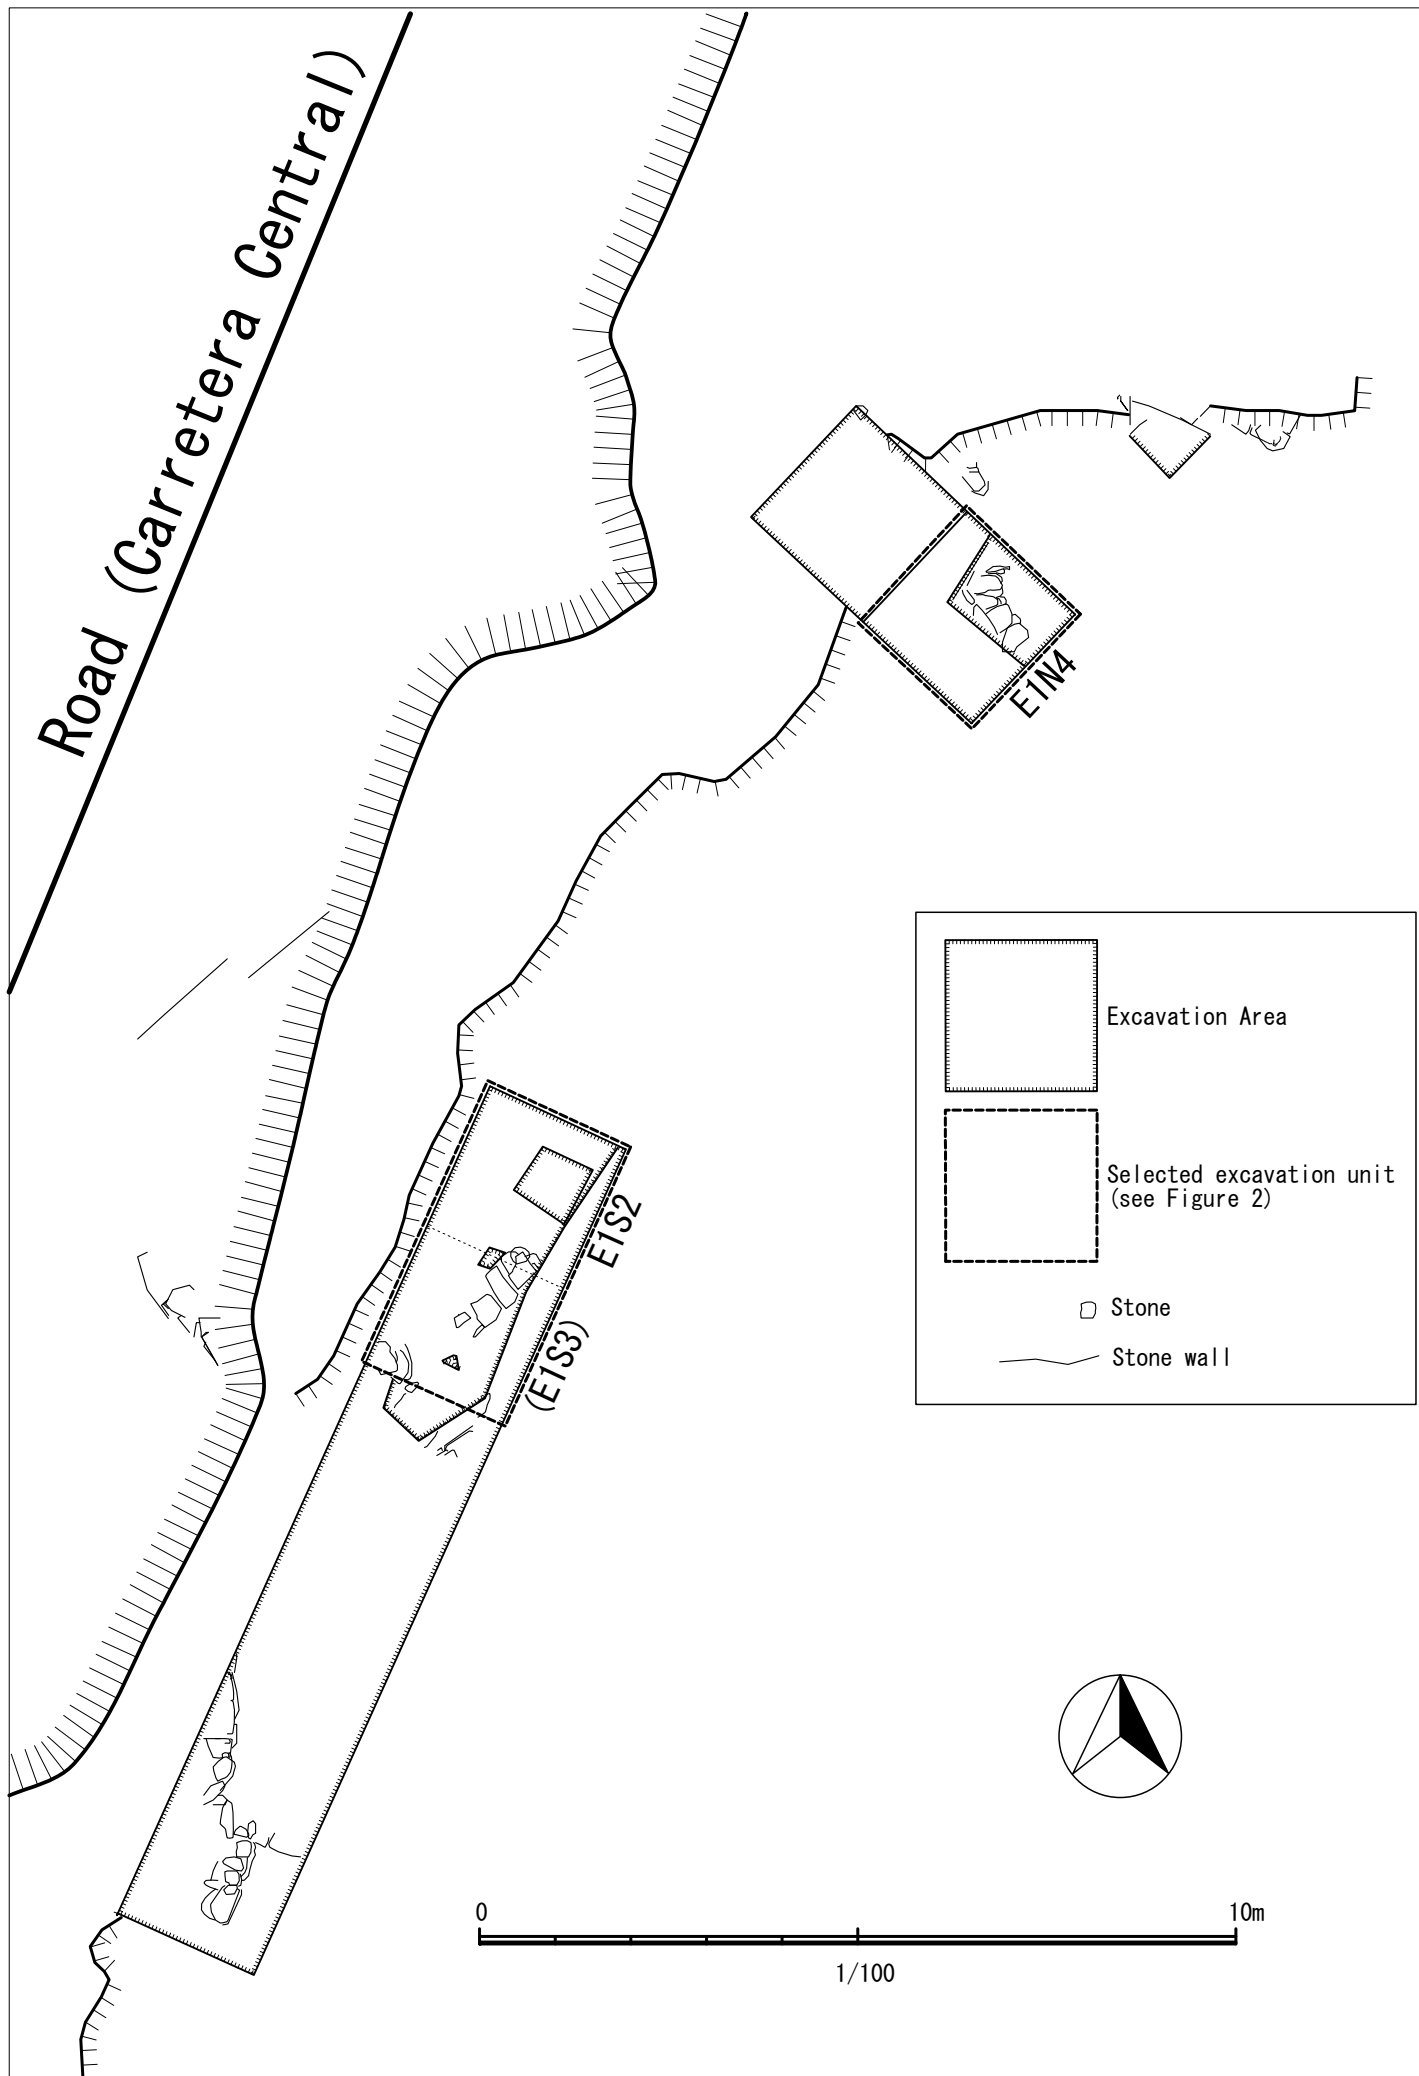 Road (Carretera Central)
E1N4
Excavation Area
Selected excavation unit
(see Figure 2)
Stone
Stone wall
E1S2
(E1S3)
0
10m
1/100